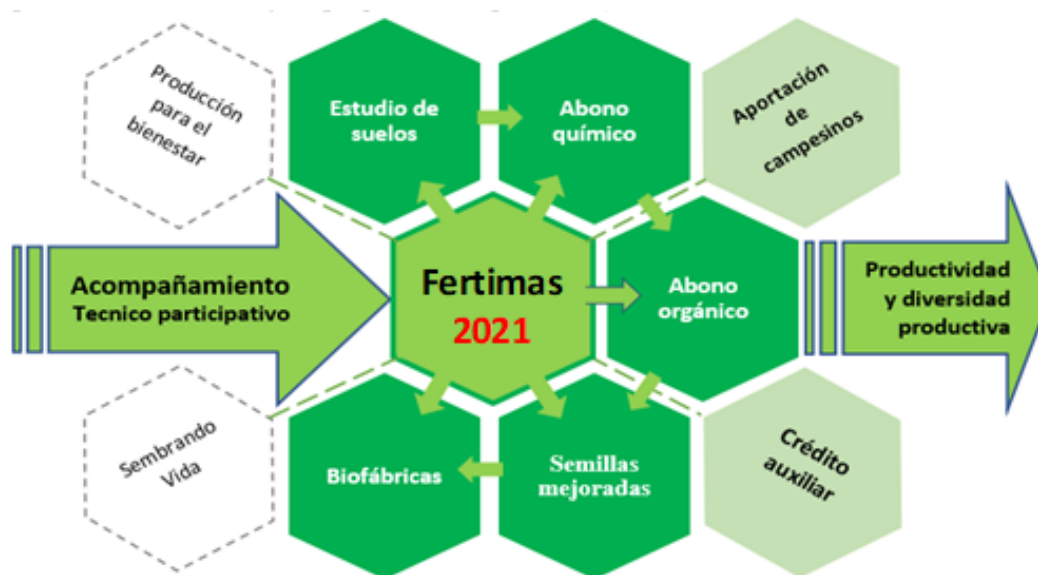 Producción
para el
bienestar
Estudio de
suelos
Abono
químico
Aportación
de
campesinos
Acompañamiento
Tecnico participativo
Fertimas
2021
Abono
orgánico
Productividad
y diversidad
productiva
Sembrando
Vida
Biofábricas
Semillas
mejoradas
Crédito
auxiliar